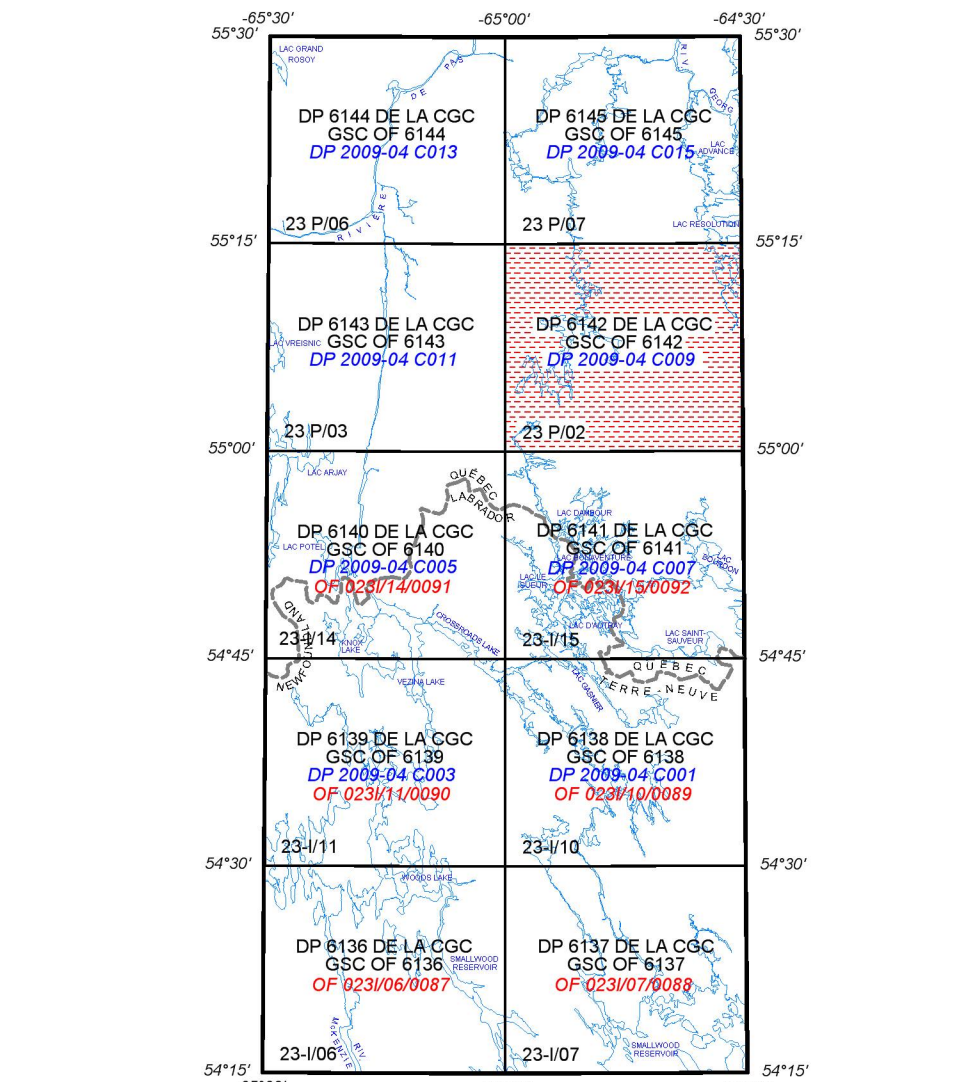 -65°30'
-65°00'
-64°30'
55°30'
55°30'
LAC GRAND
ROSOY
DE PAS
RIVIÈRE
DP 6144 DE LA CGC
GSC OF 6144
DP 2009-04 C013
23 P/06
RIV
GEORG
DP 6145 DE LA CGC
GSC OF 6145
DP 2009-04 C015
LAC
ADVANCE
LAC RESOLUTION
23 P/07
55°15'
55°15'
DP 6143 DE LA CGC
GSC OF 6143
DP 2009-04 C011
LAC VREISNIC
23 P/03
DP 6142 DE LA CGC
GSC OF 6142
DP 2009-04 C009
23 P/02
55°00'
55°00'
LAC ARJAY
QUÉBEC
LABRADOR
DP 6140 DE LA CGC
GSC OF 6140
DP 2009-04 C005
OF 023I/14/0091
LAC POTEL
NEWFOUNDLAND
23-I/14
KNOX
LAKE
CROSSROADS LAKE
LAC DAMBOUR
DP 6141 DE LA CGC
GSC OF 6141
LAC BONAVENTURE
DP 2009-04 C007
OF 023I/15/0092
LAC
BOURDON
LAC LE
SUEUR
LAC D'AUTRAY
LAC SAINT-
SAUVEUR
23-I/15
54°45'
54°45'
QUÉBEC
TERRE-NEUVE
VEZINA LAKE
LAC GASNIER
DP 6139 DE LA CGC
GSC OF 6139
DP 2009-04 C003
OF 023I/11/0090
23-I/11
DP 6138 DE LA CGC
GSC OF 6138
DP 2009-04 C001
OF 023I/10/0089
23-I/10
54°30'
54°30'
WOODS LAKE
DP 6136 DE LA CGC
GSC OF 6136
OF 023I/06/0087
SMALLWOOD
RESERVOIR
McKENZIE
RIV
23-I/06
DP 6137 DE LA CGC
GSC OF 6137
OF 023I/07/0088
SMALLWOOD
RESERVOIR
23-I/07
54°15'
54°15'